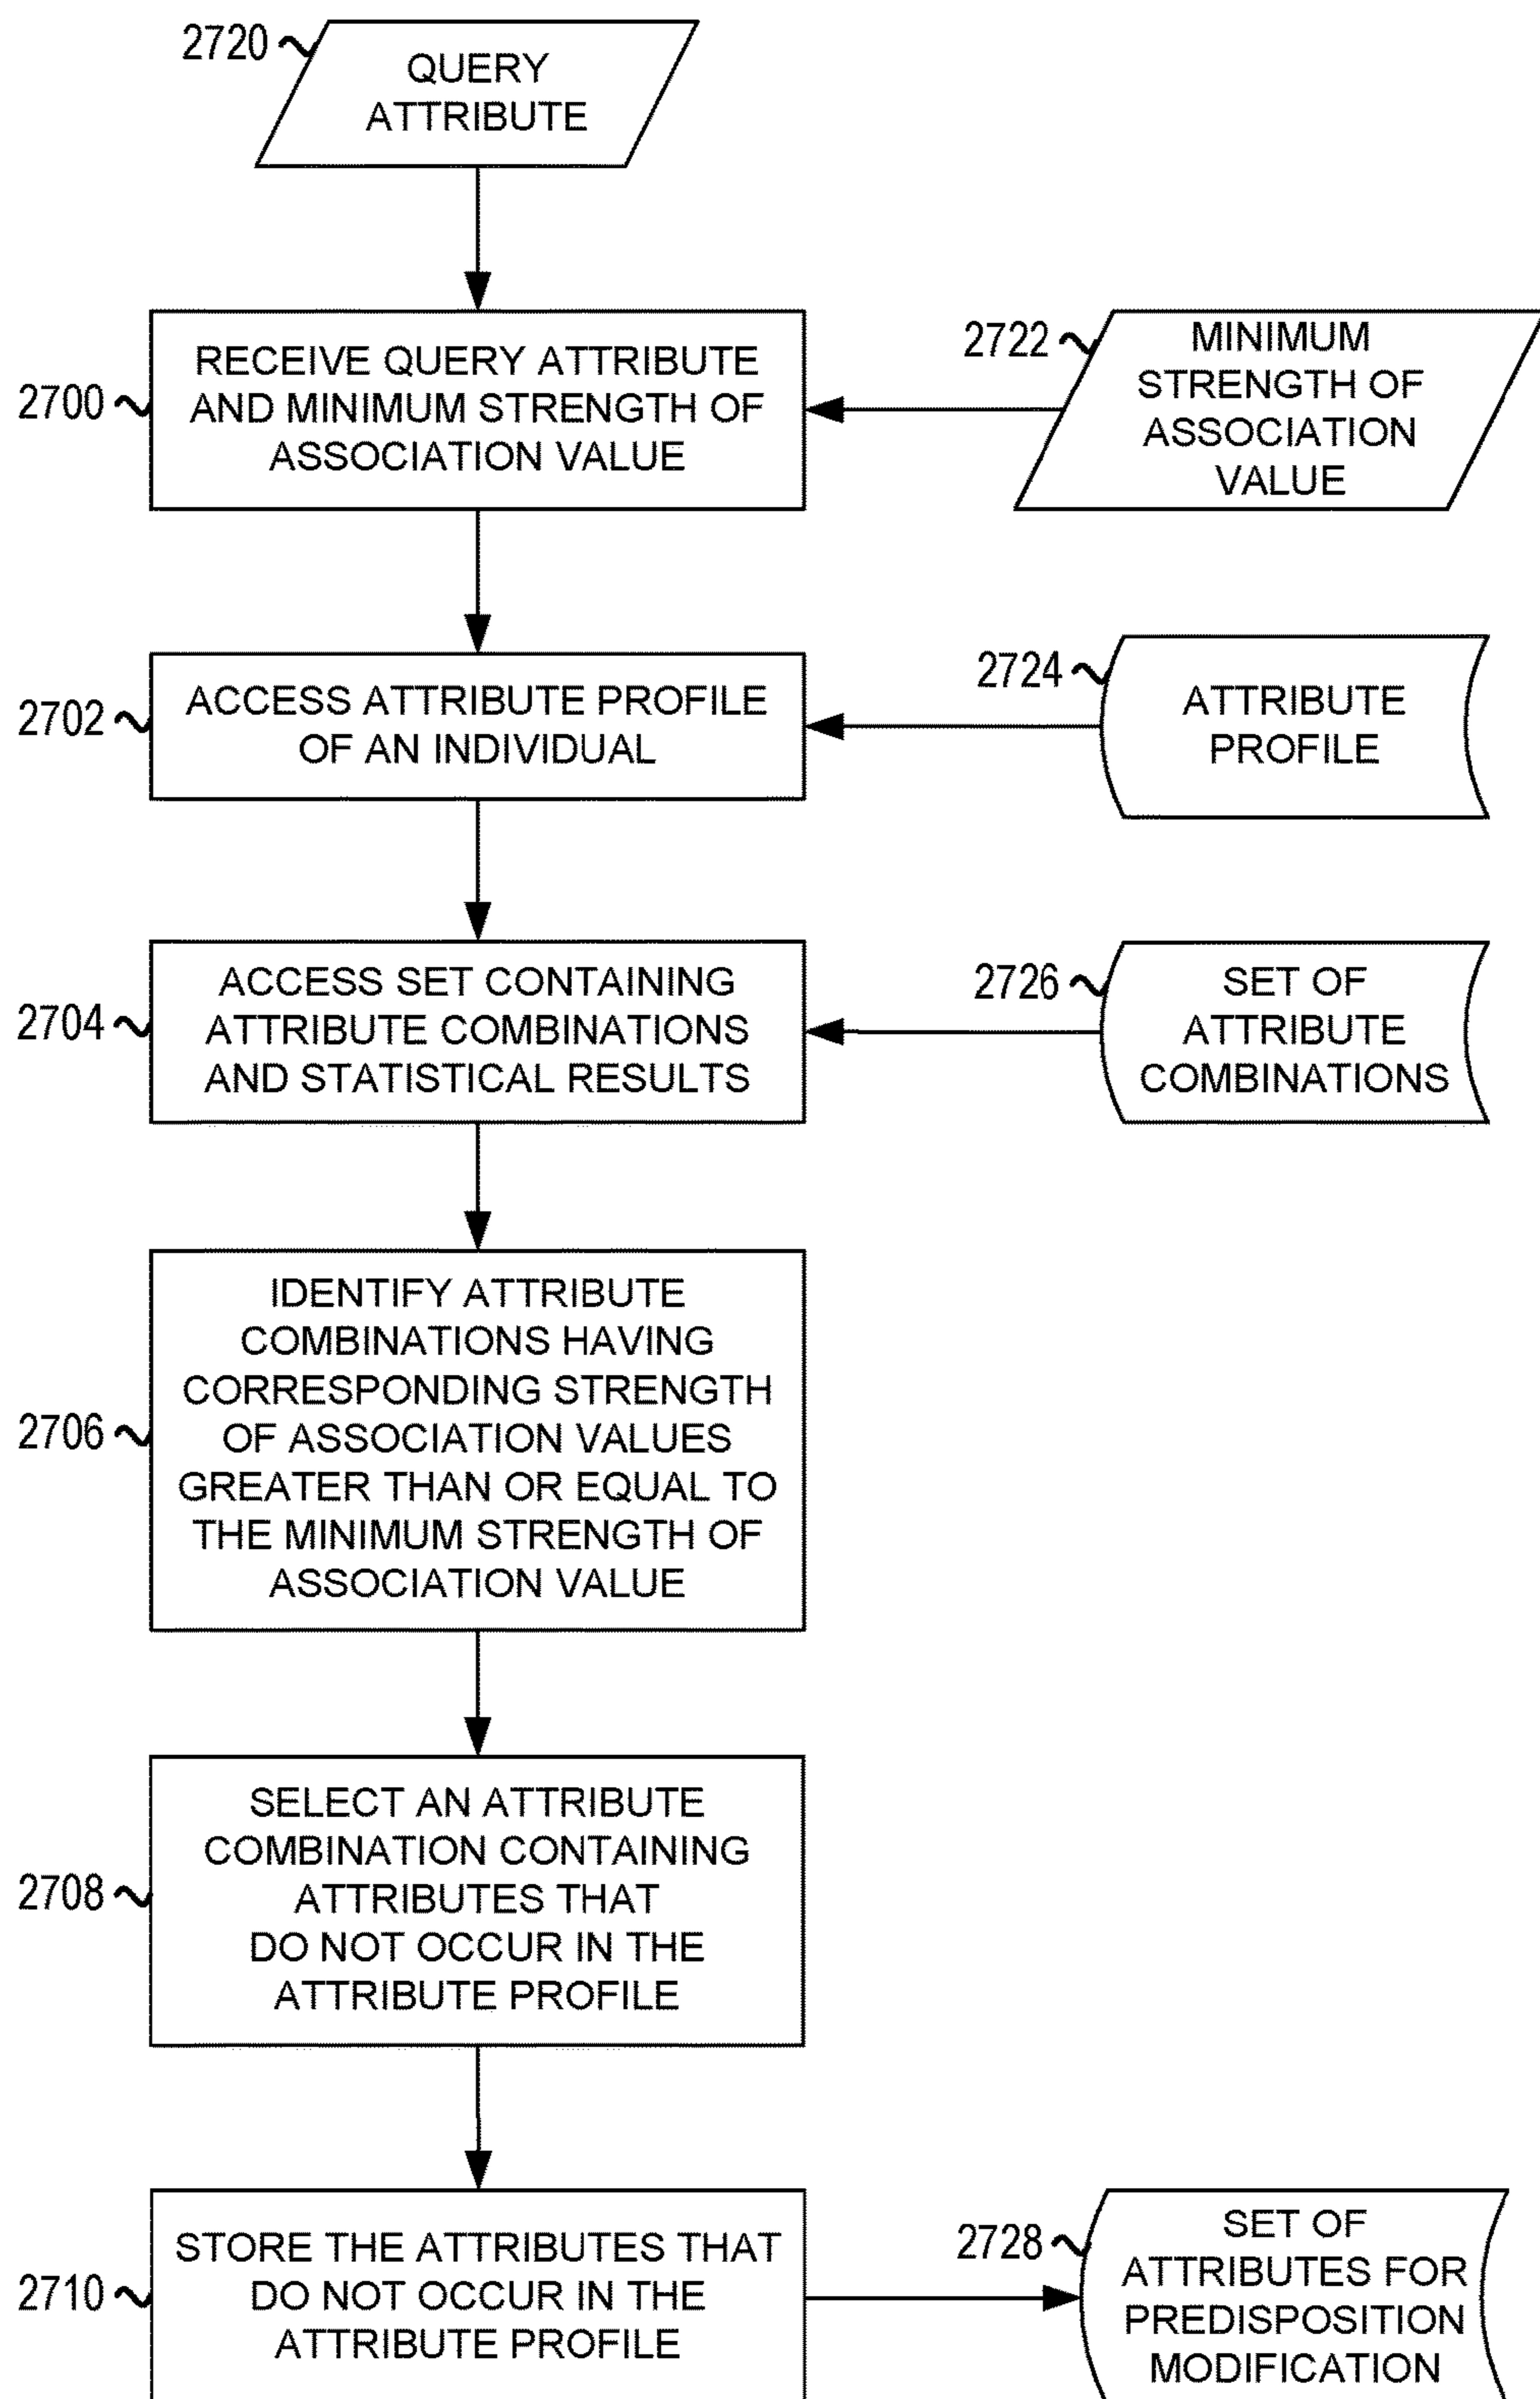 2720
QUERY
ATTRIBUTE
2700
RECEIVE QUERY ATTRIBUTE
AND MINIMUM STRENGTH OF
ASSOCIATION VALUE
2722
MINIMUM
STRENGTH OF
ASSOCIATION
VALUE
2702
ACCESS ATTRIBUTE PROFILE
OF AN INDIVIDUAL
2724
ATTRIBUTE
PROFILE
2704
ACCESS SET CONTAINING
ATTRIBUTE COMBINATIONS
AND STATISTICAL RESULTS
2726
SET OF
ATTRIBUTE
COMBINATIONS
2706
IDENTIFY ATTRIBUTE
COMBINATIONS HAVING
CORRESPONDING STRENGTH
OF ASSOCIATION VALUES
GREATER THAN OR EQUAL TO
THE MINIMUM STRENGTH OF
ASSOCIATION VALUE
2708
SELECT AN ATTRIBUTE
COMBINATION CONTAINING
ATTRIBUTES THAT
DO NOT OCCUR IN THE
ATTRIBUTE PROFILE
2710
STORE THE ATTRIBUTES THAT
DO NOT OCCUR IN THE
ATTRIBUTE PROFILE
2728
SET OF
ATTRIBUTES FOR
PREDISPOSITION
MODIFICATION